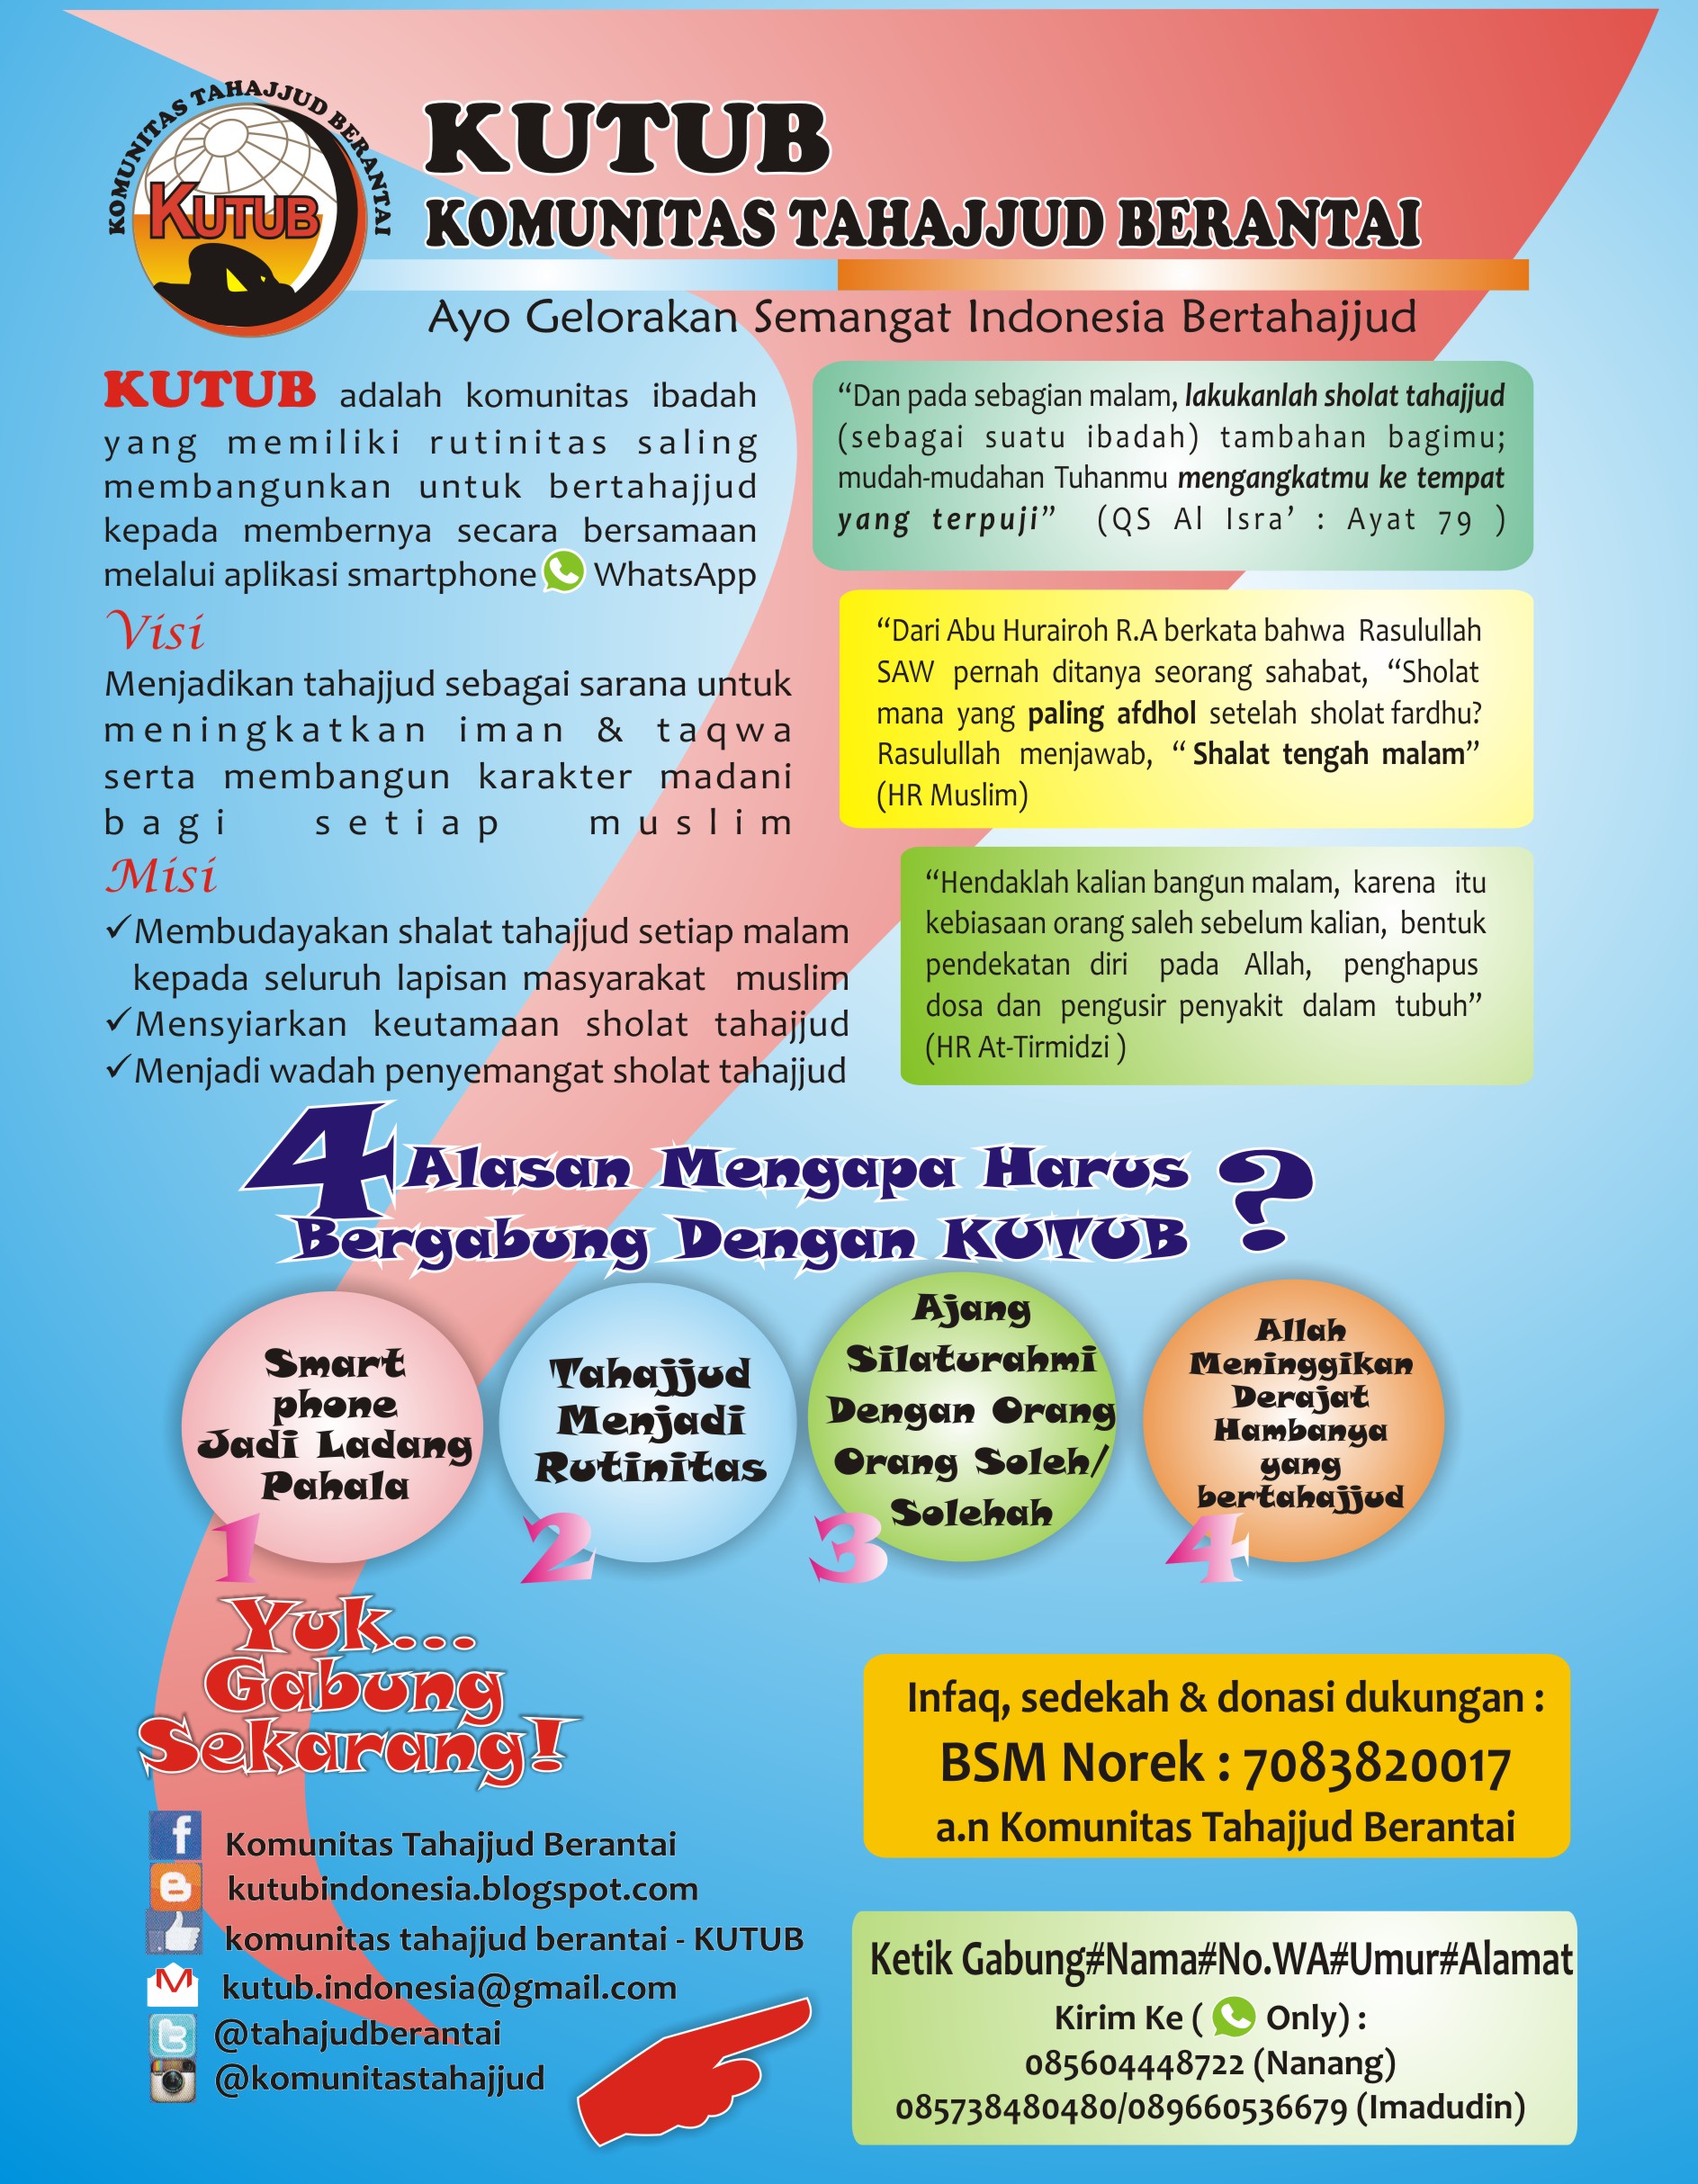 KOMUNITAS TAHAJJUD BERANTAI
KUTUB
KUTUB
KOMUNITAS TAHAJJUD BERANTAI
Ayo Gelorakan Semangat Indonesia Bertahajjud
KUTUB adalah komunitas ibadah
yang memiliki rutinitas saling
membangunkan untuk bertahajjud
kepada membernya secara bersamaan
melalui aplikasi smartphone WhatsApp
Visi
Menjadikan tahajjud sebagai sarana untuk
meningkatkan iman & taqwa
serta membangun karakter madani
bagi setiap muslim
Misi
✓Membudayakan shalat tahajjud setiap malam
kepada seluruh lapisan masyarakat muslim
✓Mensyiarkan keutamaan sholat tahajjud
✓Menjadi wadah penyemangat sholat tahajjud
“Dan pada sebagian malam, lakukanlah sholat tahajjud
(sebagai suatu ibadah) tambahan bagimu;
mudah-mudahan Tuhanmu mengangkatmu ke tempat
yang terpuji” (QS Al Isra’ : Ayat 79 )
“Dari Abu Hurairoh R.A berkata bahwa Rasulullah
SAW pernah ditanya seorang sahabat, “Sholat
mana yang paling afdhol setelah sholat fardhu?
Rasulullah menjawab, “ Shalat tengah malam”
(HR Muslim)
“Hendaklah kalian bangun malam, karena itu
kebiasaan orang saleh sebelum kalian, bentuk
pendekatan diri pada Allah, penghapus
dosa dan pengusir penyakit dalam tubuh”
(HR At-Tirmidzi )
4 Alasan Mengapa Harus
Bergabung Dengan KUTUB ?
Smart
phone
Jadi Ladang
Pahala
1
Tahajjud
Menjadi
Rutinitas
2
Ajang
Silaturahmi
Dengan Orang
Orang Soleh/
Solehah
3
Allah
Meninggikan
Derajat
Hambanya
yang
bertahajjud
4
Yuk...
Gabung
Sekarang!
Komunitas Tahajjud Berantai
kutubindonesia.blogspot.com
komunitas tahajjud berantai - KUTUB
kutub.indonesia@gmail.com
@tahajudberantai
@komunitastahajjud
Infaq, sedekah & donasi dukungan :
BSM Norek : 7083820017
a.n Komunitas Tahajjud Berantai
Ketik Gabung#Nama#No.WA#Umur#Alamat
Kirim Ke ( Only) :
085604448722 (Nanang)
085738480480/089660536679 (Imadudin)